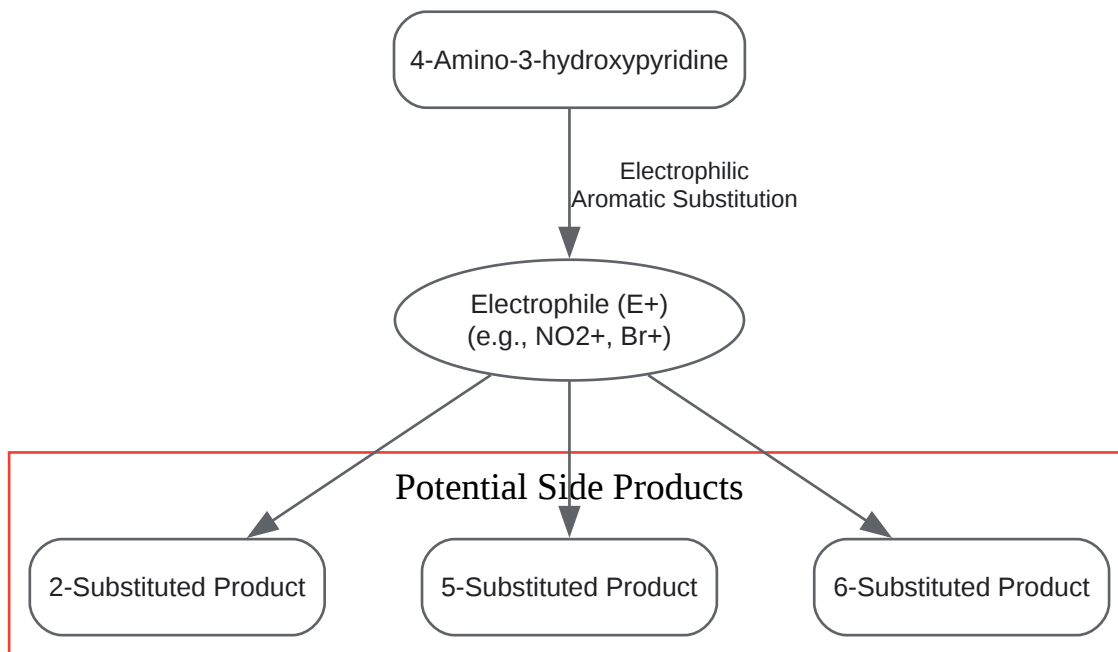 4-Amino-3-hydroxypyridine
Electrophilic
Aromatic Substitution
Electrophile (E+)
(e.g., NO2+, Br+)
Potential Side Products
2-Substituted Product
5-Substituted Product
6-Substituted Product